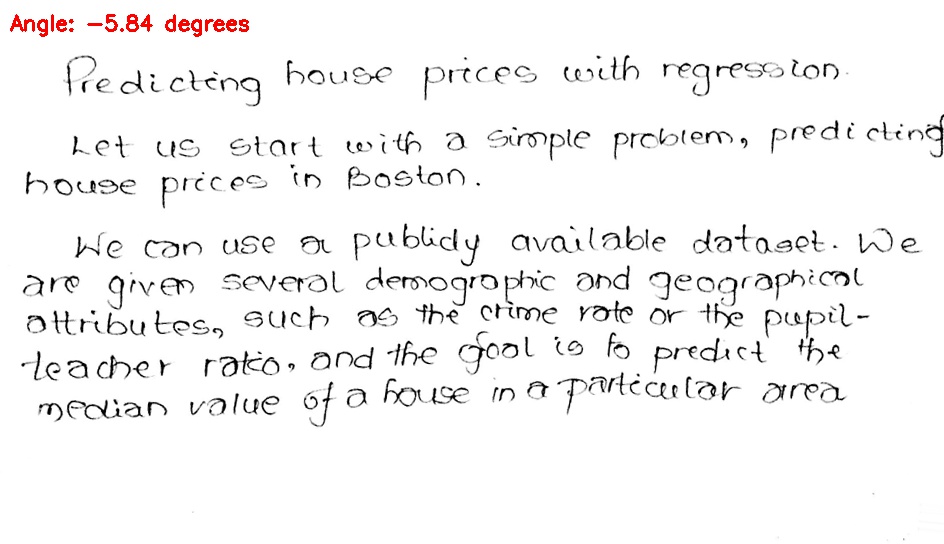 Angle: −5.84 degrees
Predicting house prices with regression.
Let us start with a simple problem, predicting
house prices in Boston.
We can use a publicly available dataset. We
are given several demographic and geographical
attributes, such as the crime rate or the pupil-
teacher ratio, and the goal is to predict the
median value of a house in a particular area